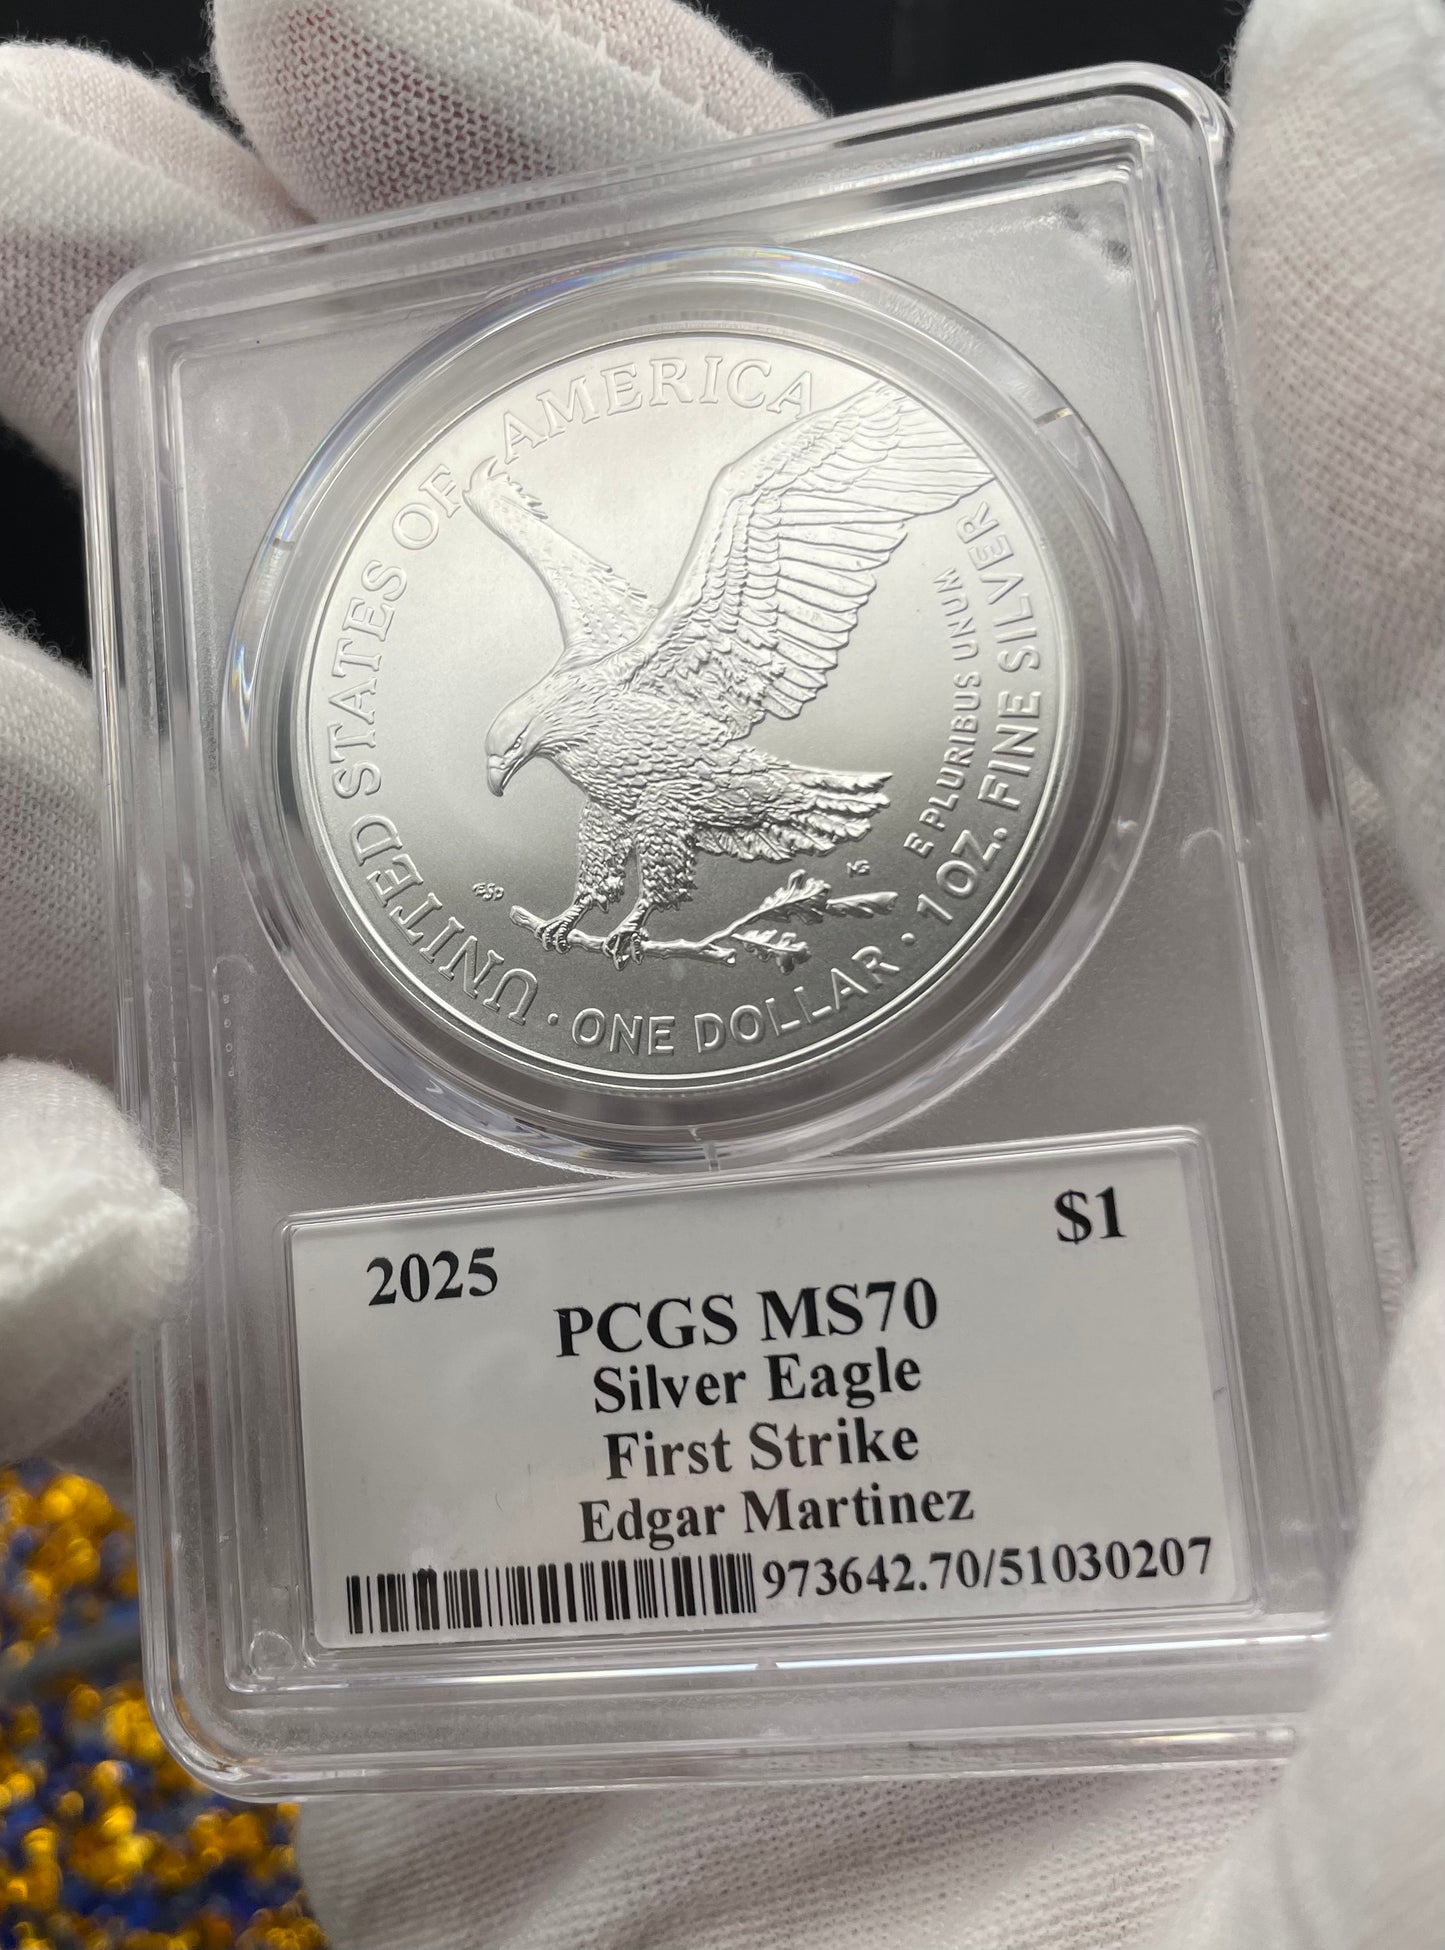 UNITED STATES OF AMERICA
E PLURIBUS UNUM
· ONE DOLLAR · 1 OZ. FINE SILVER
2025
$1
PCGS MS70
Silver Eagle
First Strike
Edgar Martinez
973642.70/51030207